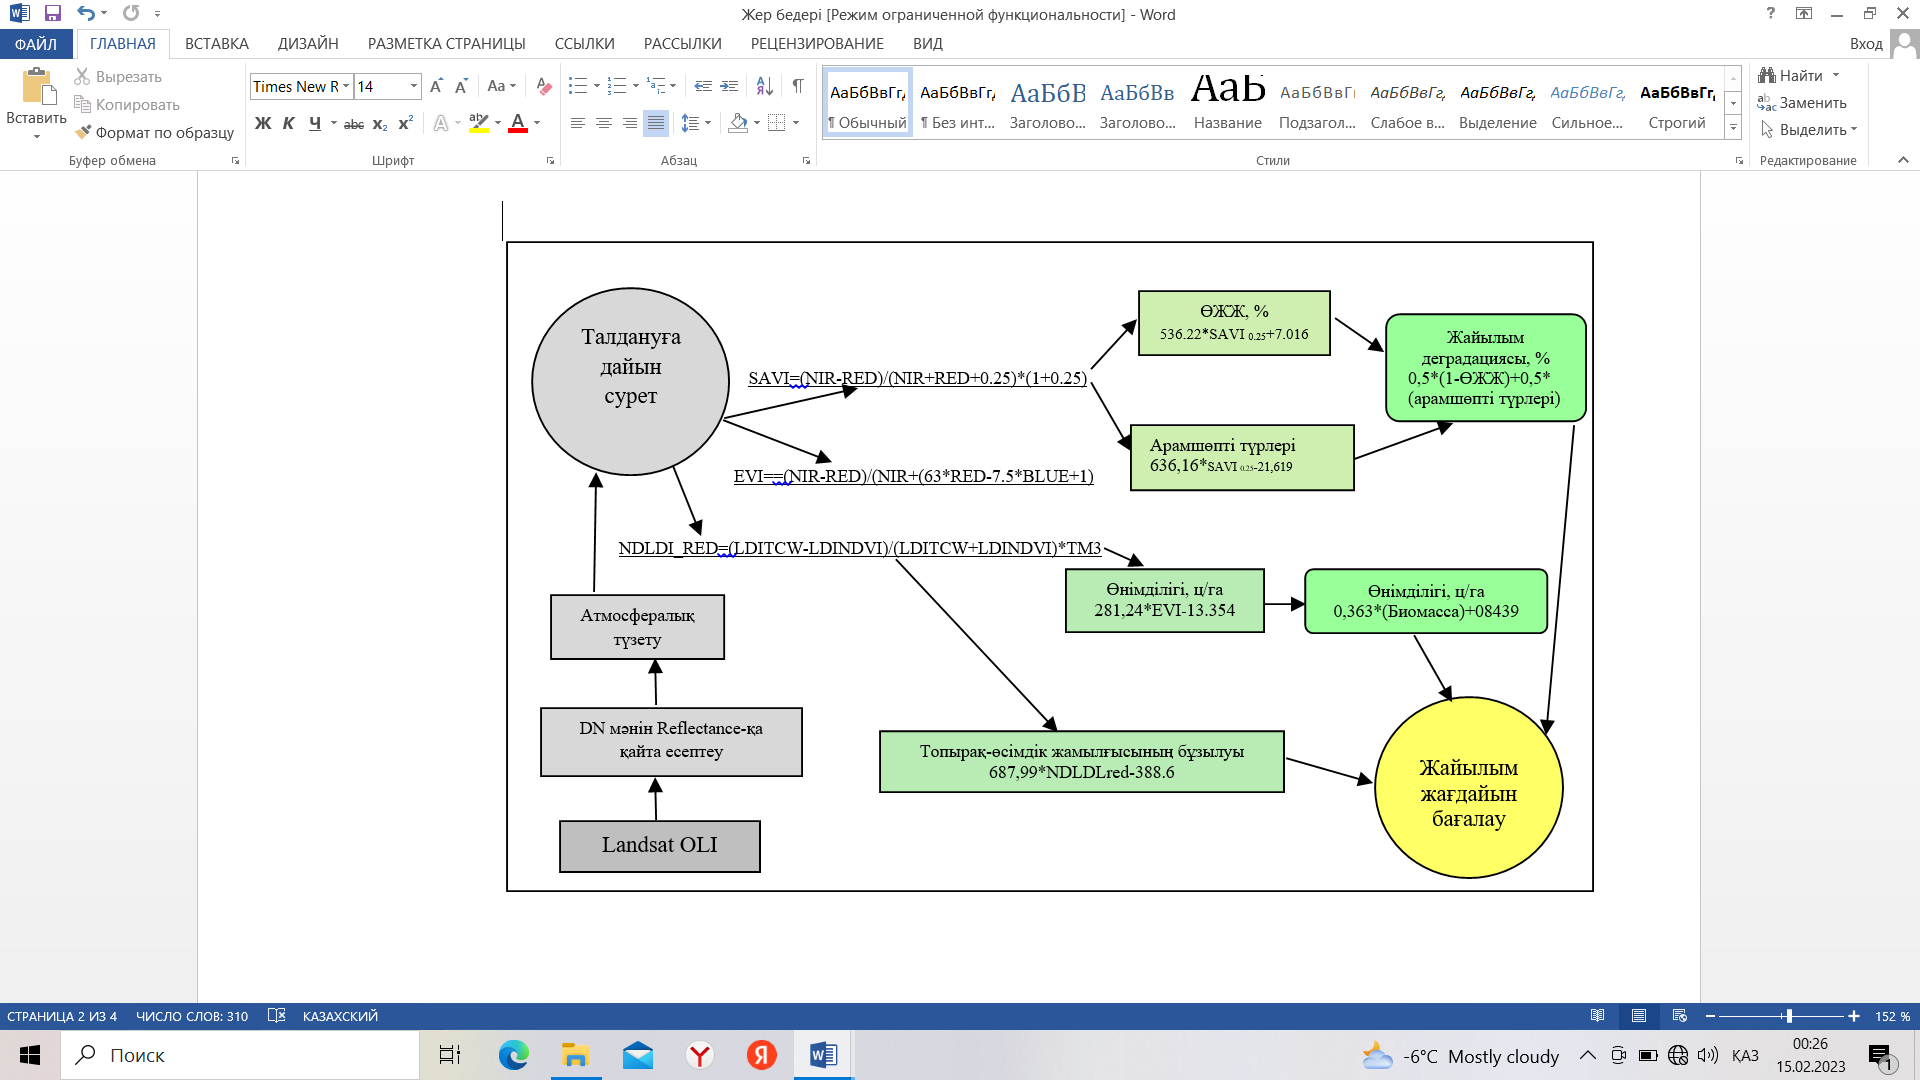 Жер бедері [Режим ограниченной функциональности] - Word
ФАЙЛ ГЛАВНАЯ ВСТАВКА ДИЗАЙН РАЗМЕТКА СТРАНИЦЫ ССЫЛКИ РАССЫЛКИ РЕЦЕНЗИРОВАНИЕ ВИД Вход
Вставить
Вырезать
Копировать
Формат по образцу
Буфер обмена
Times New R 14
Ж К Ч abc x₂ x²
Шрифт
Абзац
АаБбВвГг, АаБбВвГг, АаБбВ АаБбВв АаЬ АаБбВвГг АаБбВвГг, АаБбВвГг, АаБбВвГг, АаБбВвГг,
¶ Обычный ¶ Без инт... Заголово... Заголово... Название Подзагол... Слабое в... Выделение Сильное... Строгий
Стили
Найти
Заменить
Выделить
Редактирование
Талдануға
дайын
сурет
SAVI=(NIR-RED)/(NIR+RED+0.25)*(1+0.25)
EVI==(NIR-RED)/(NIR+(63*RED-7.5*BLUE+1)
NDLDI_RED=(LDITCW-LDINDVI)/(LDITCW+LDINDVI)*TM3
ӨЖЖ, %
536.22*SAVI 0.25+7.016
Жайылым
деградациясы, %
0,5*(1-ӨЖЖ)+0,5*
(арамшөпті түрлері)
Арамшөпті түрлері
636,16*SAVI 0.25-21,619
Өнімділігі, ц/га
281,24*EVI-13.354
Өнімділігі, ц/га
0,363*(Биомасса)+08439
Атмосфералық
түзету
DN мәнін Reflectance-қа
қайта есептеу
Landsat OLI
Топырақ-өсімдік жамылғысының бұзылуы
687,99*NDLDLred-388.6
Жайылым
жағдайын
бағалау
СТРАНИЦА 2 ИЗ 4 ЧИСЛО СЛОВ: 310 КАЗАХСКИЙ 152 %
Поиск
-6°C Mostly cloudy
ҚАЗ
00:26
15.02.2023
1